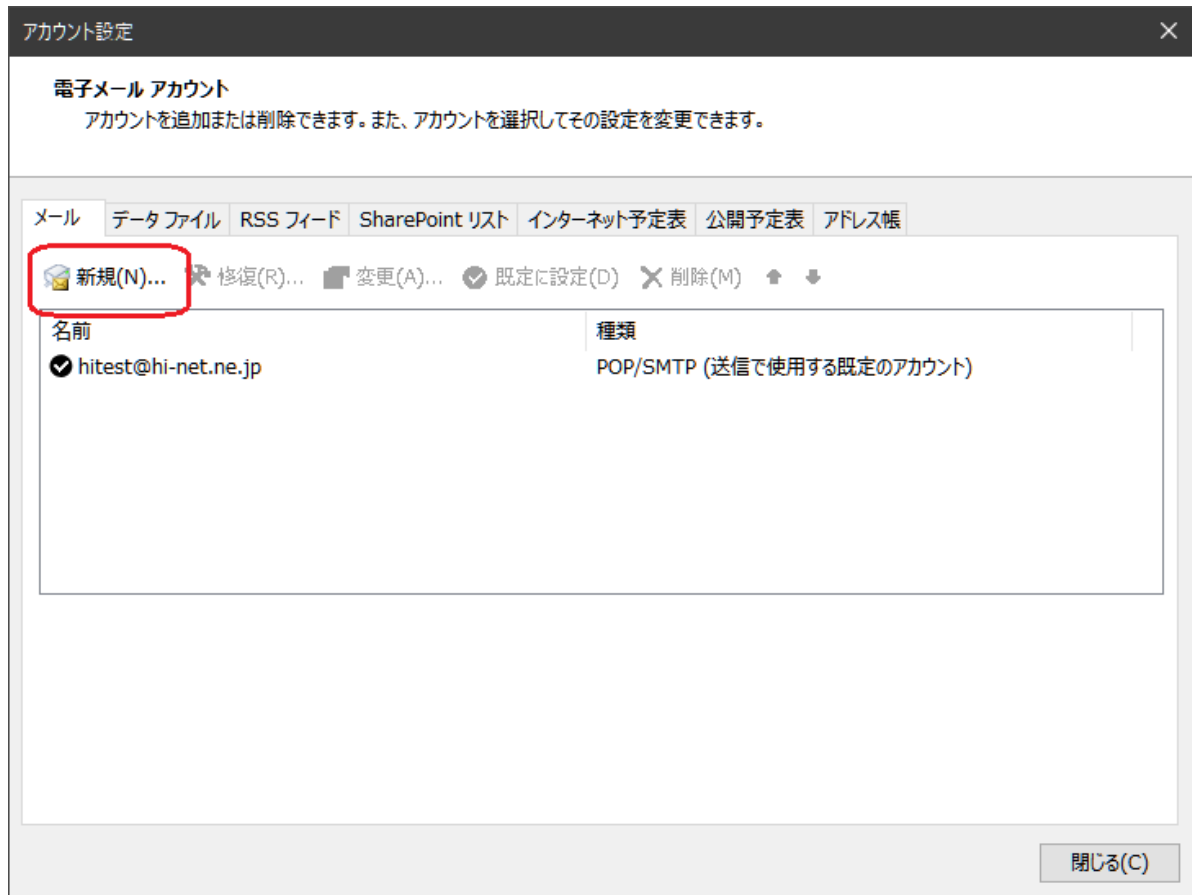 アカウント設定
電子メール アカウント
アカウントを追加または削除できます。また、アカウントを選択してその設定を変更できます。
メール データ ファイル RSS フィード SharePoint リスト インターネット予定表 公開予定表 アドレス帳
新規(N)... 修復(R)... 変更(A)... 既定に設定(D) 削除(M)
名前 種類
hitest@hi-net.ne.jp POP/SMTP (送信で使用する既定のアカウント)
閉じる(C)